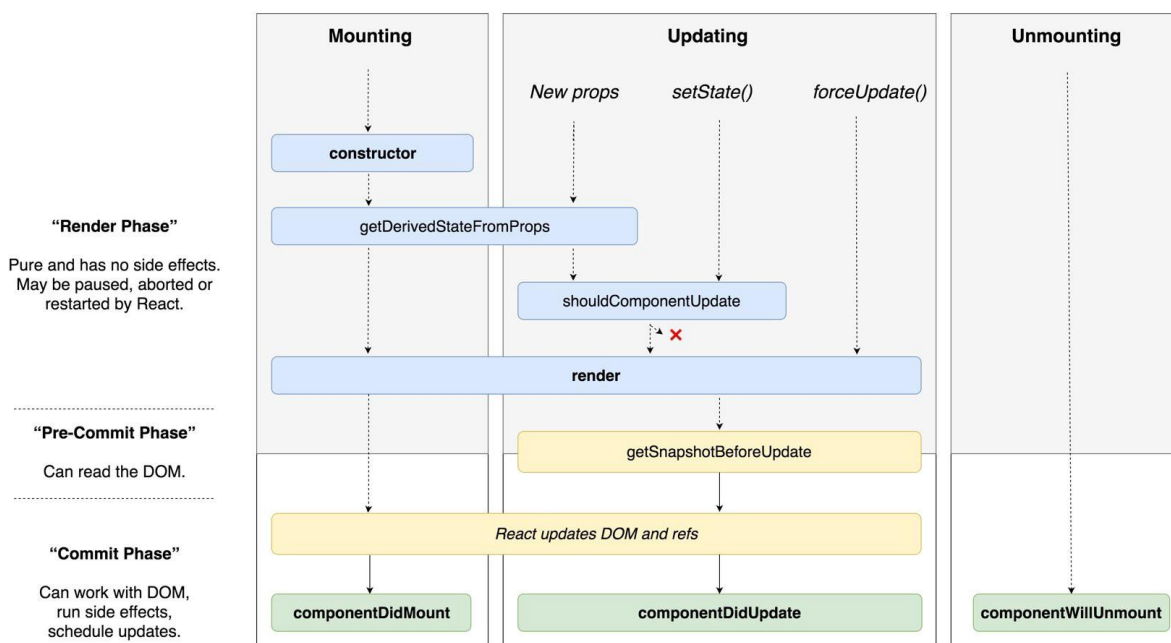 Mounting
Updating
Unmounting
New props
setState()
forceUpdate()
constructor
“Render Phase”
getDerivedStateFromProps
Pure and has no side effects.
May be paused, aborted or
restarted by React.
shouldComponentUpdate
render
“Pre-Commit Phase”
getSnapshotBeforeUpdate
Can read the DOM.
React updates DOM and refs
“Commit Phase”
Can work with DOM,
run side effects,
schedule updates.
componentDidMount
componentDidUpdate
componentWillUnmount